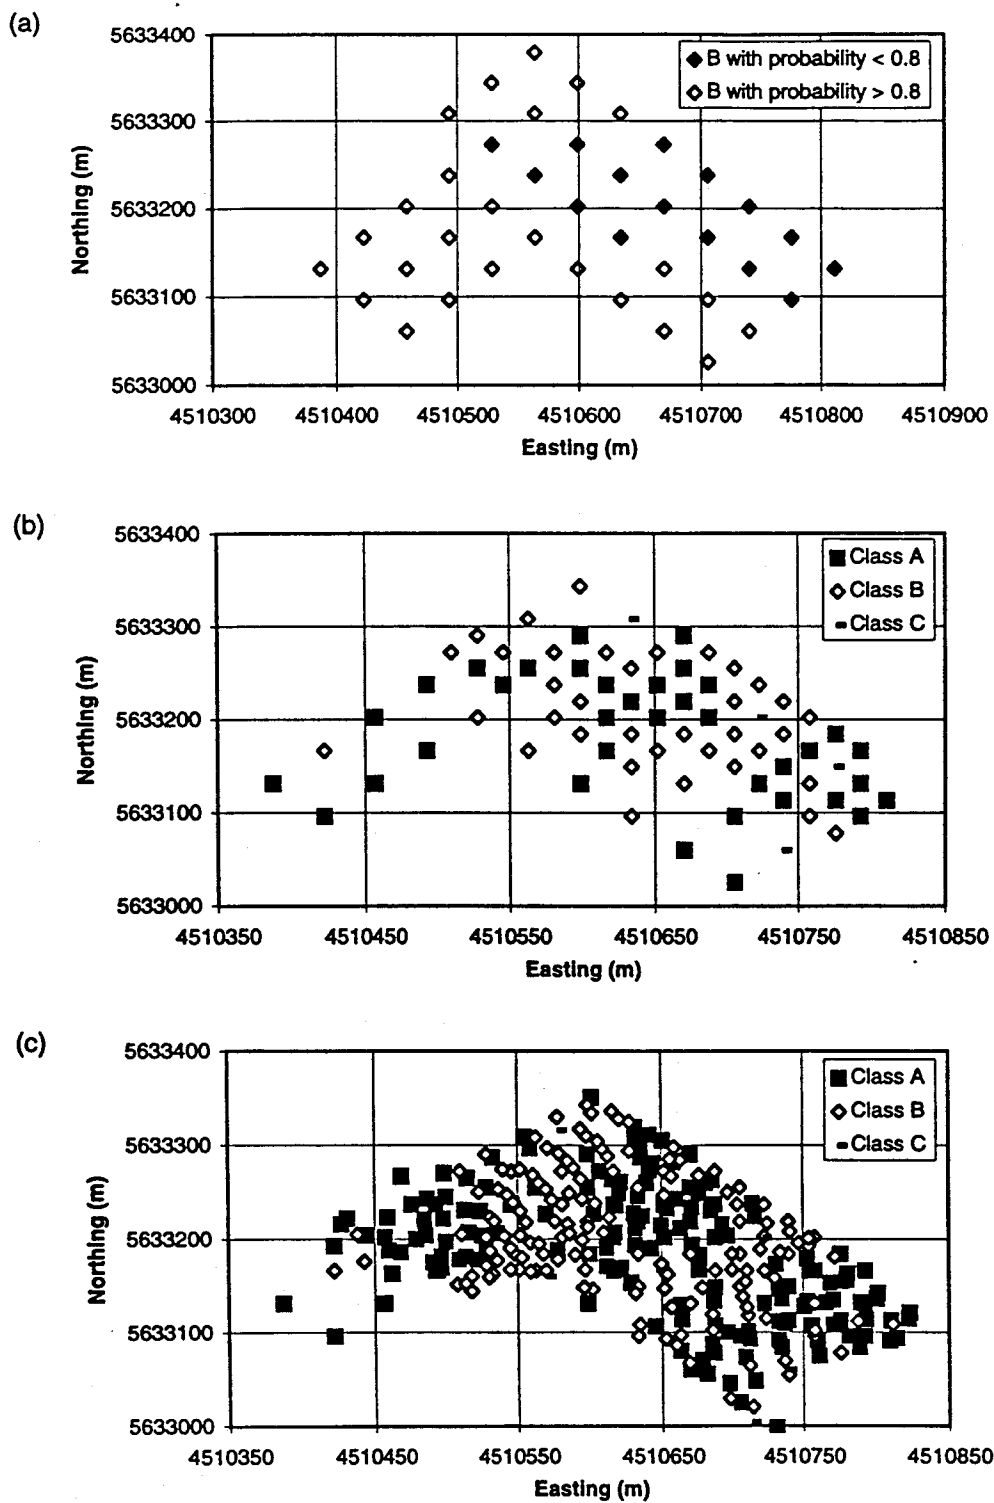 (a)
5633400
5633300
5633200
5633100
5633000
Northing (m)
B with probability < 0.8
B with probability > 0.8
4510300 4510400 4510500 4510600 4510700 4510800 4510900
Easting (m)
(b)
5633400
5633300
5633200
5633100
5633000
Northing (m)
Class A
Class B
Class C
4510350 4510450 4510550 4510650 4510750 4510850
Easting (m)
(c)
5633400
5633300
5633200
5633100
5633000
Northing (m)
Class A
Class B
Class C
4510350 4510450 4510550 4510650 4510750 4510850
Easting (m)